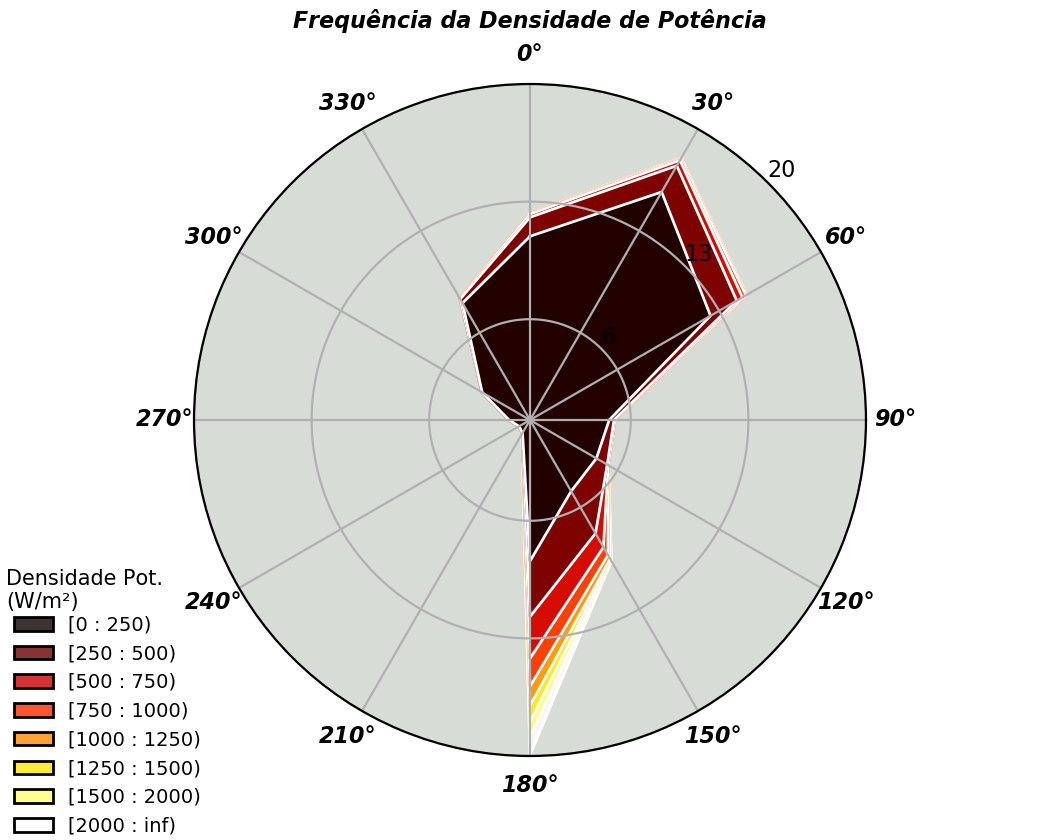 Frequência da Densidade de Potência
0°
330°
30°
20
300°
60°
13
6
270°
90°
240°
120°
210°
150°
180°
Densidade Pot.
(W/m²)
[0 : 250)
[250 : 500)
[500 : 750)
[750 : 1000)
[1000 : 1250)
[1250 : 1500)
[1500 : 2000)
[2000 : inf)